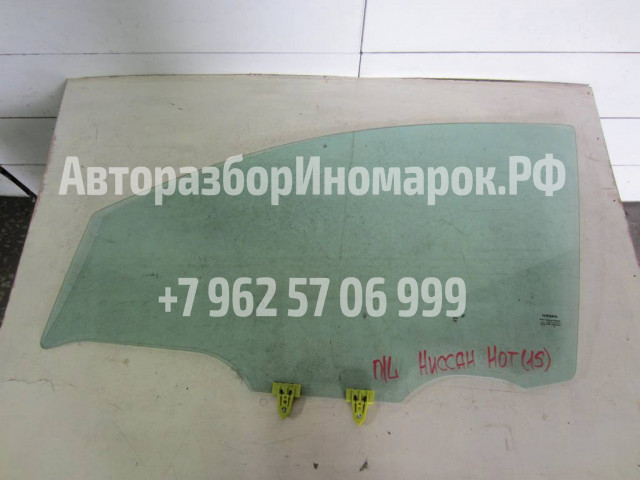 АвторазборИномарок.РФ
+7 962 57 06 999
П/L НИССАН НОТ(15)